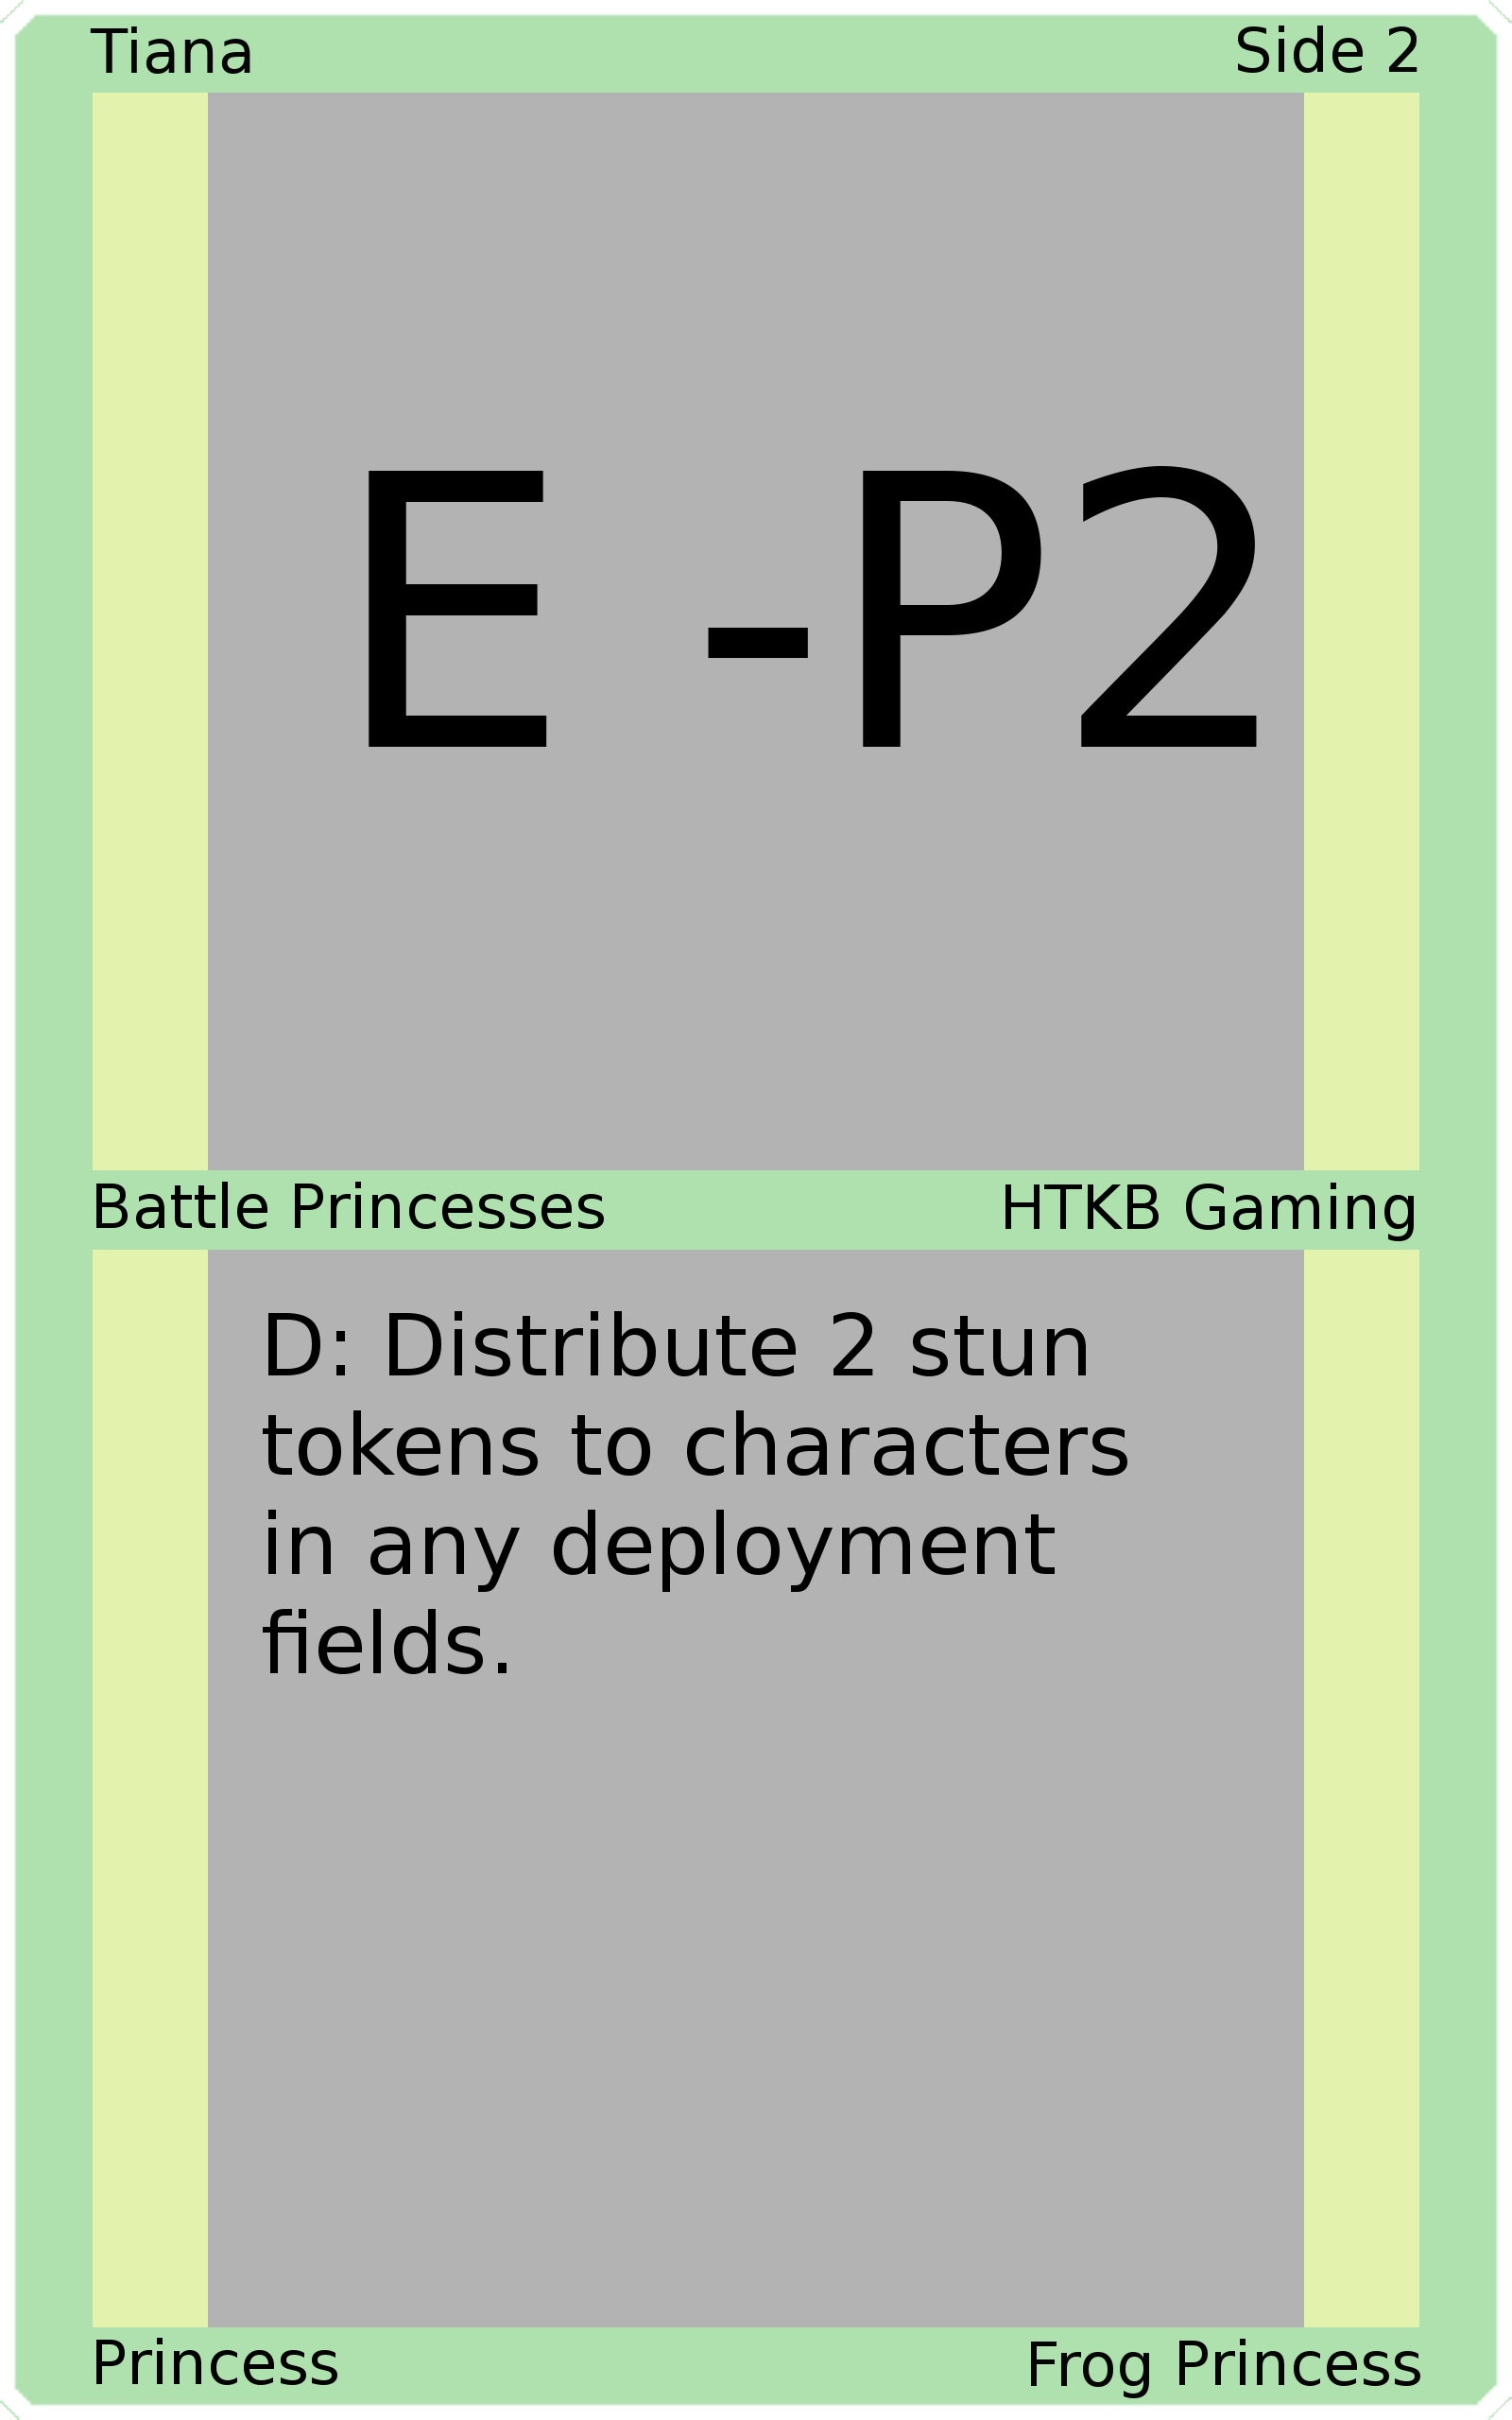 Tiana
Side 2
E -P2
Battle Princesses
HTKB Gaming
D: Distribute 2 stun
tokens to characters
in any deployment
fields.
Princess
Frog Princess